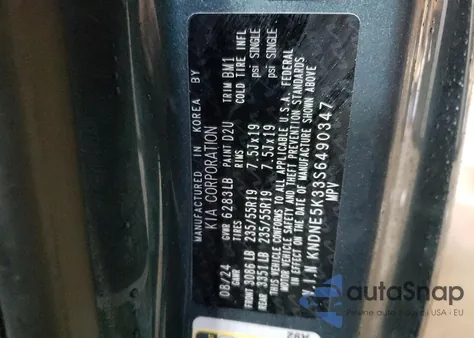 MANUFACTURED IN KOREA BY
KIA CORPORATION
08/24 GVWR 6283LB PAINT D2U TRIM BM1
GAWR TIRES RIMS COLD TIRE INFL
FRONT 3086LB 235/55R19 7.5Jx19 psi SINGLE
REAR 3351LB 235/55R19 7.5Jx19 psi SINGLE
THIS VEHICLE CONFORMS TO ALL APPLICABLE U.S.A. FEDERAL
MOTOR VEHICLE SAFETY AND THEFT PREVENTION STANDARDS
IN EFFECT ON THE DATE OF MANUFACTURE SHOWN ABOVE
V.I.N KNDNE5K33S6490347
MPV
A92
autoSnap
USA - EU